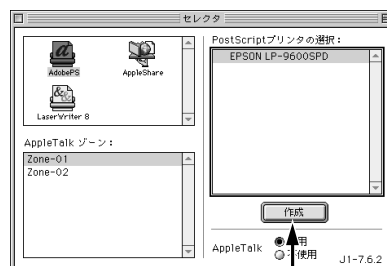 セレクタ
AdobePS
AppleShare
LaserWriter 8
AppleTalk ゾーン：
Zone-01
Zone-02
PostScriptプリンタの選択：
EPSON LP-9600SPD
作成
AppleTalk
使用
不使用
J1-7.6.2